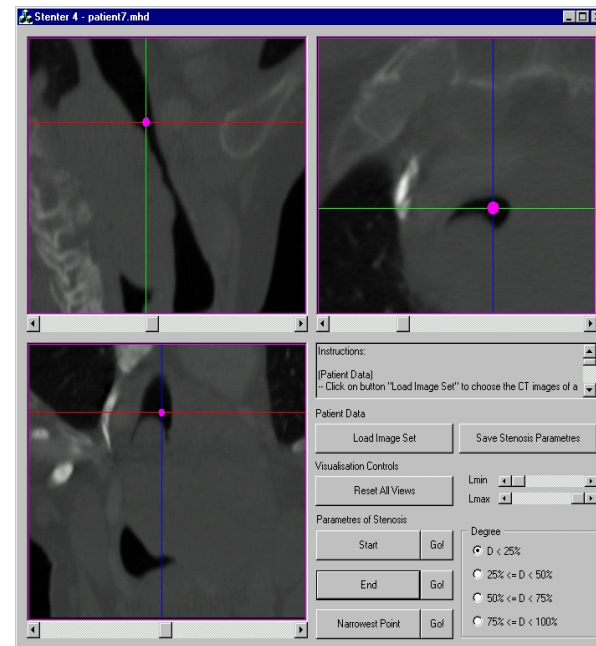 Stenter 4 - patient7.mhd
Instructions:
(Patient Data)
-- Click on button "Load Image Set" to choose the CT images of a
Patient Data
Load Image Set
Save Stenosis Parametres
Visualisation Controls
Reset All Views
Lmin
Lmax
Parametres of Stenosis
Start
Go!
End
Go!
Narrowest Point
Go!
Degree
D < 25%
25% <= D < 50%
50% <= D < 75%
75% <= D < 100%